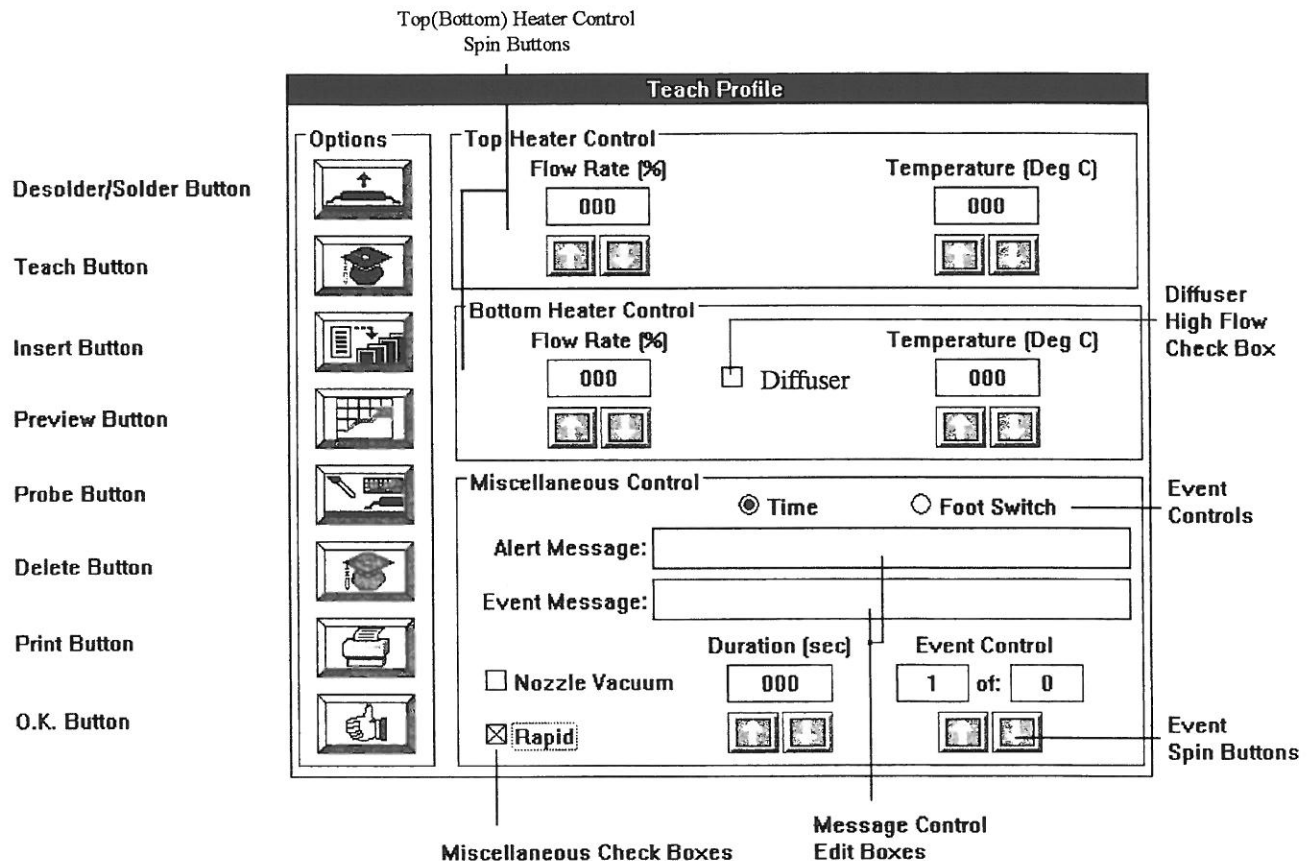 Top(Bottom) Heater Control
Spin Buttons
Teach Profile
Options
Desolder/Solder Button
Teach Button
Insert Button
Preview Button
Probe Button
Delete Button
Print Button
O.K. Button
Top Heater Control
Flow Rate (%)
Temperature (Deg C)
000
000
Bottom Heater Control
Flow Rate (%)
Temperature (Deg C)
000
Diffuser
000
Diffuser
High Flow
Check Box
Miscellaneous Control
Time
Foot Switch
Event
Controls
Alert Message:
Event Message:
Duration (sec)
Event Control
Nozzle Vacuum
000
1 of: 0
Rapid
Event
Spin Buttons
Miscellaneous Check Boxes
Message Control
Edit Boxes